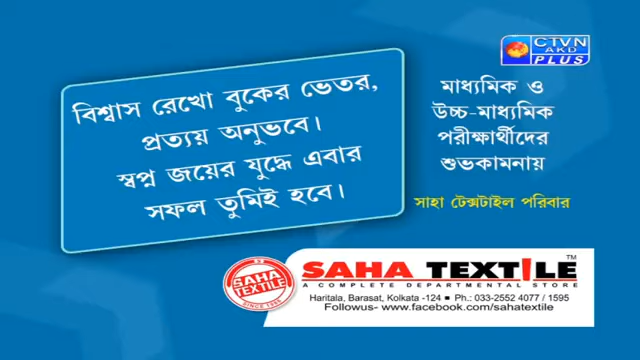 CTVN
AKD
PLUS
বিশ্বাস রেখো বুকের ভেতর,
প্রত্যয় অনুভবে।
স্বপ্ন জয়ের যুদ্ধে এবার
সফল তুমিই হবে।
মাধ্যমিক ও
উচ্চ-মাধ্যমিক
পরীক্ষার্থীদের
শুভকামনায়
সাহা টেক্সটাইল পরিবার
SAHA
TEXTILE
SINCE 1985
SAHA TEXTILE TM
A COMPLETE DEPARTMENTAL STORE
Haritala, Barasat, Kolkata -124 ■ Ph.: 033-2552 4077 / 1595
Followus- www.facebook.com/sahatextile